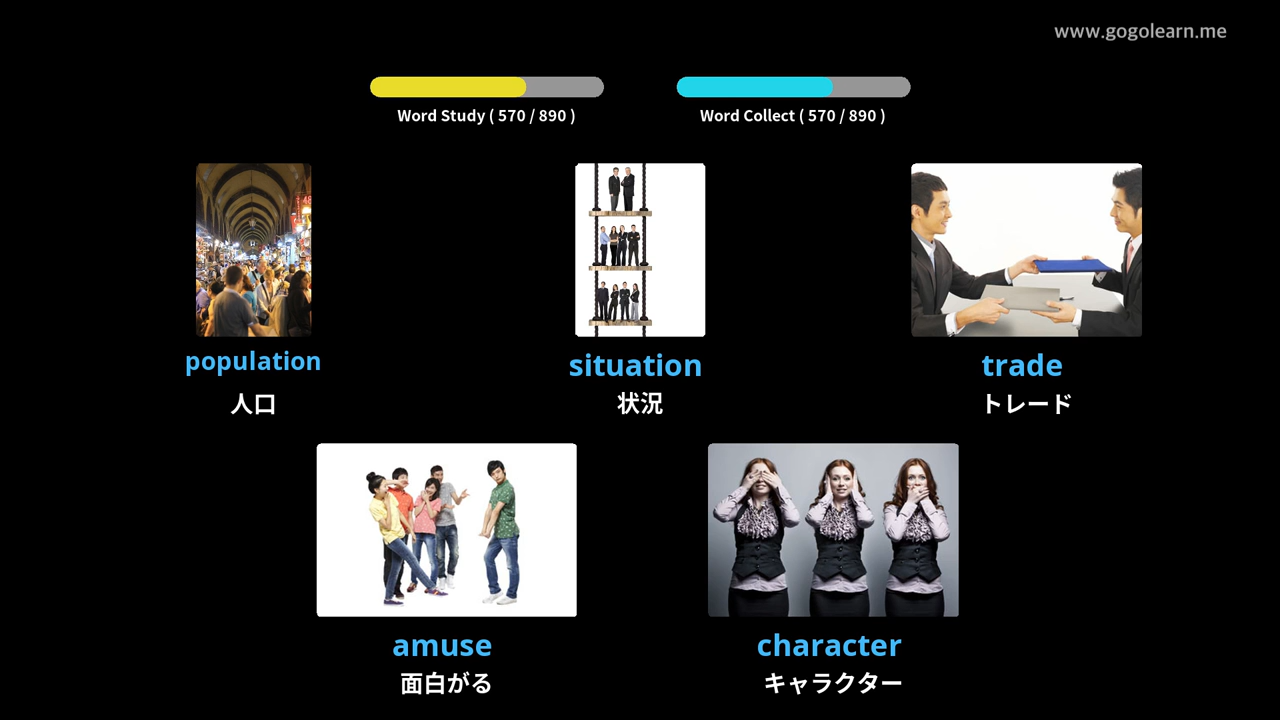 www.gogolearn.me
Word Study ( 570 / 890 )
Word Collect ( 570 / 890 )
population
人口
situation
状況
trade
トレード
amuse
面白がる
character
キャラクター